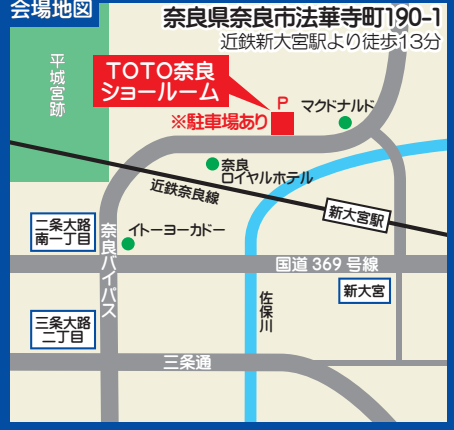 会場地図
奈良県奈良市法華寺町190-1
近鉄新大宮駅より徒歩13分
平城宮跡
TOTO奈良
ショールーム
※駐車場あり
P
マクドナルド
奈良
ロイヤルホテル
近鉄奈良線
新大宮駅
二条大路
南一丁目
奈良バイパス
イトーヨーカドー
国道369号線
新大宮
佐保川
三条大路
二丁目
三条通